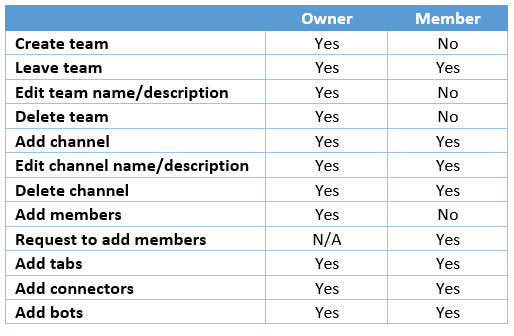 Owner Member
Create team Yes No
Leave team Yes Yes
Edit team name/description Yes No
Delete team Yes No
Add channel Yes Yes
Edit channel name/description Yes Yes
Delete channel Yes Yes
Add members Yes No
Request to add members N/A Yes
Add tabs Yes Yes
Add connectors Yes Yes
Add bots Yes Yes